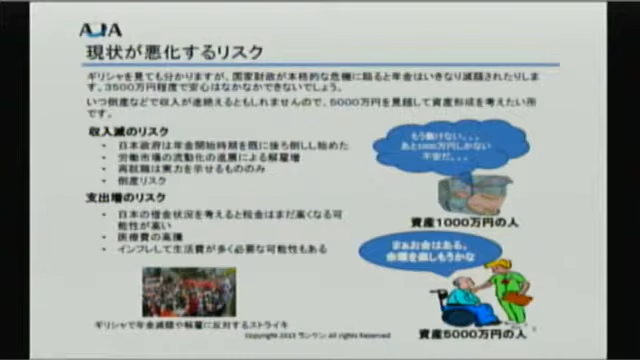 AJA
現状が悪化するリスク
ギリシャを見ても分かりますが、国家財政が本格的な危機に陥ると年金はいきなり減額されたりしま
す。3500万円程度で安心はなかなかできないでしょう。
いつ倒産などで収入が途絶えるともしれませんので、5000万円を見越して資産形成を考えたい所
です。
収入減のリスク
• 日本政府は年金開始時期を既に後ろ倒しし始めた
• 労働市場の流動化の進展による解雇増
• 再就職は実力を示せるもののみ
• 倒産リスク
支出増のリスク
• 日本の借金状況を考えると税金はまだ高くなる可
能性が高い
• 医療費の高騰
• インフレして生活費が多く必要な可能性もある
もう働けない。。。
あと1000万円しかない
不安だ。。。
資産1000万円の人
まぁお金はある。
余暇を楽しもうかな
資産5000万円の人
ギリシャで年金減額や解雇に反対するストライキ
Copyright 2013 All rights Reserved